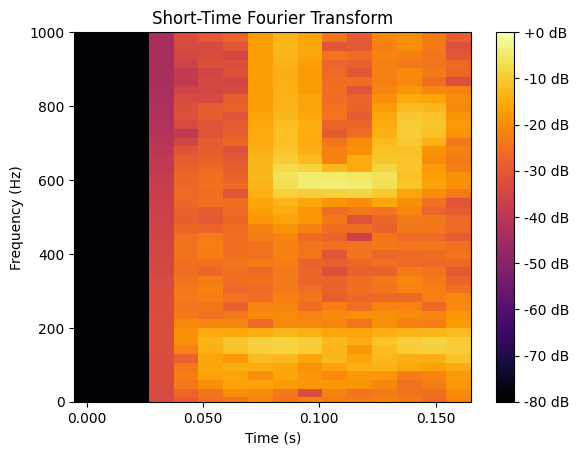 Short-Time Fourier Transform
1000
800
600
400
200
0
Frequency (Hz)
0.000
0.050
0.100
0.150
Time (s)
+0 dB
-10 dB
-20 dB
-30 dB
-40 dB
-50 dB
-60 dB
-70 dB
-80 dB